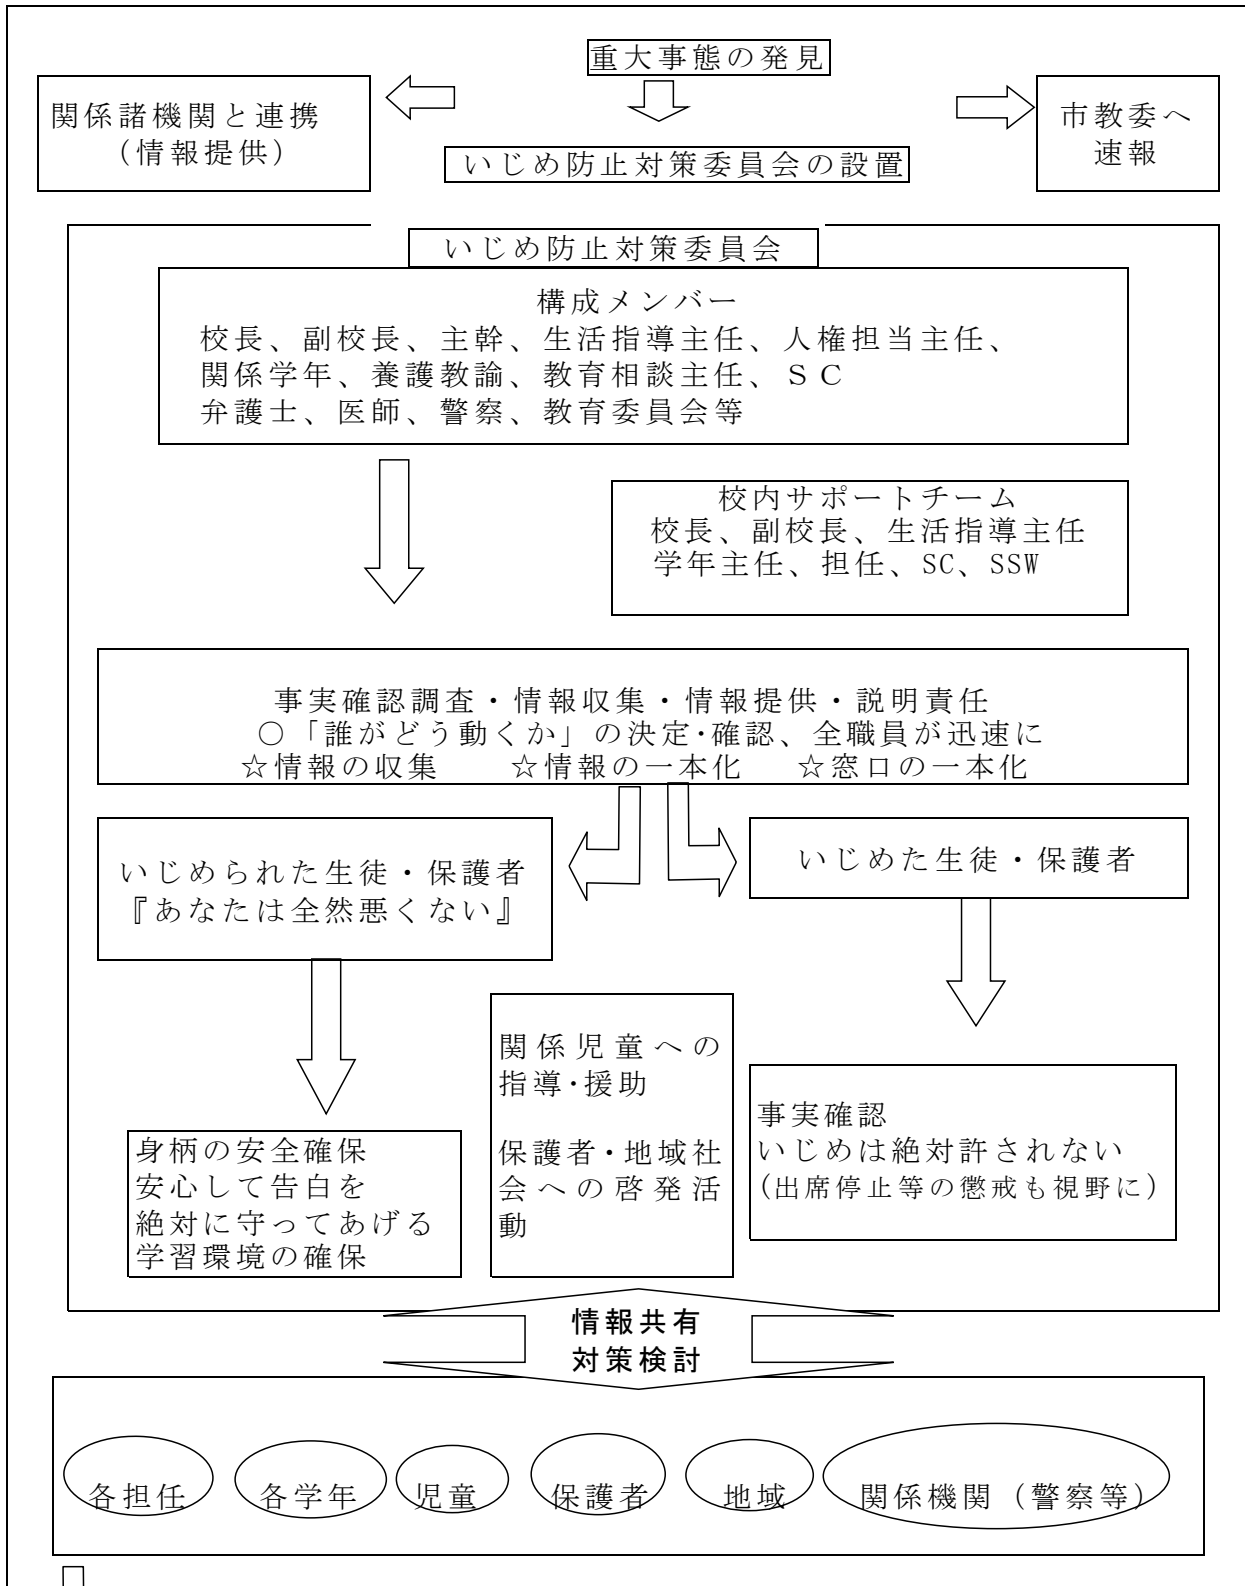 重大事態の発見
関係諸機関と連携
（情報提供）
市教委へ
速報
いじめ防止対策委員会の設置
いじめ防止対策委員会
構成メンバー
校長、副校長、主幹、生活指導主任、人権担当主任、
関係学年、養護教諭、教育相談主任、ＳＣ
弁護士、医師、警察、教育委員会等
校内サポートチーム
校長、副校長、生活指導主任
学年主任、担任、SC、SSW
事実確認調査・情報収集・情報提供・説明責任
○「誰がどう動くか」の決定･確認、全職員が迅速に
☆情報の収集　　☆情報の一本化　☆窓口の一本化
いじめられた生徒・保護者
『あなたは全然悪くない』
いじめた生徒・保護者
身柄の安全確保
安心して告白を
絶対に守ってあげる
学習環境の確保
関係児童への
指導･援助
保護者・地域社
会への啓発活
動
事実確認
いじめは絶対許されない
(出席停止等の懲戒も視野に)
情報共有
対策検討
各担任　各学年　児童　保護者　地域　関係機関（警察等）